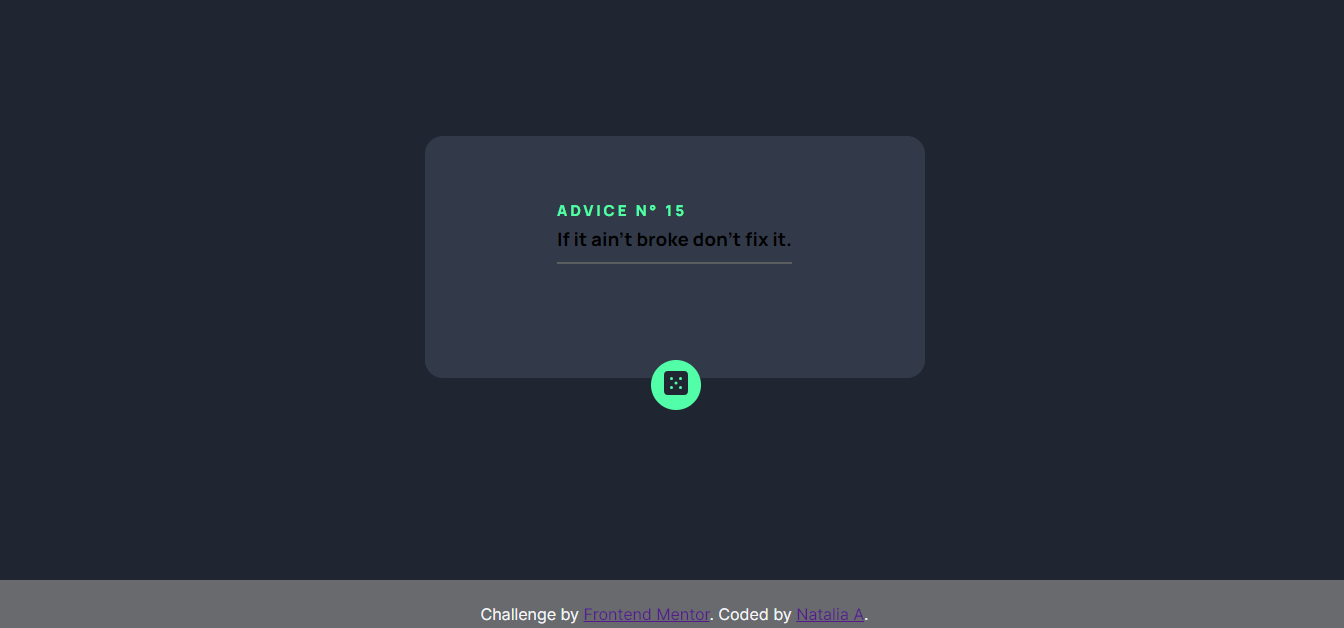 ADVICE Nº 15
If it ain't broke don't fix it.
Challenge by Frontend Mentor. Coded by Natalia A.